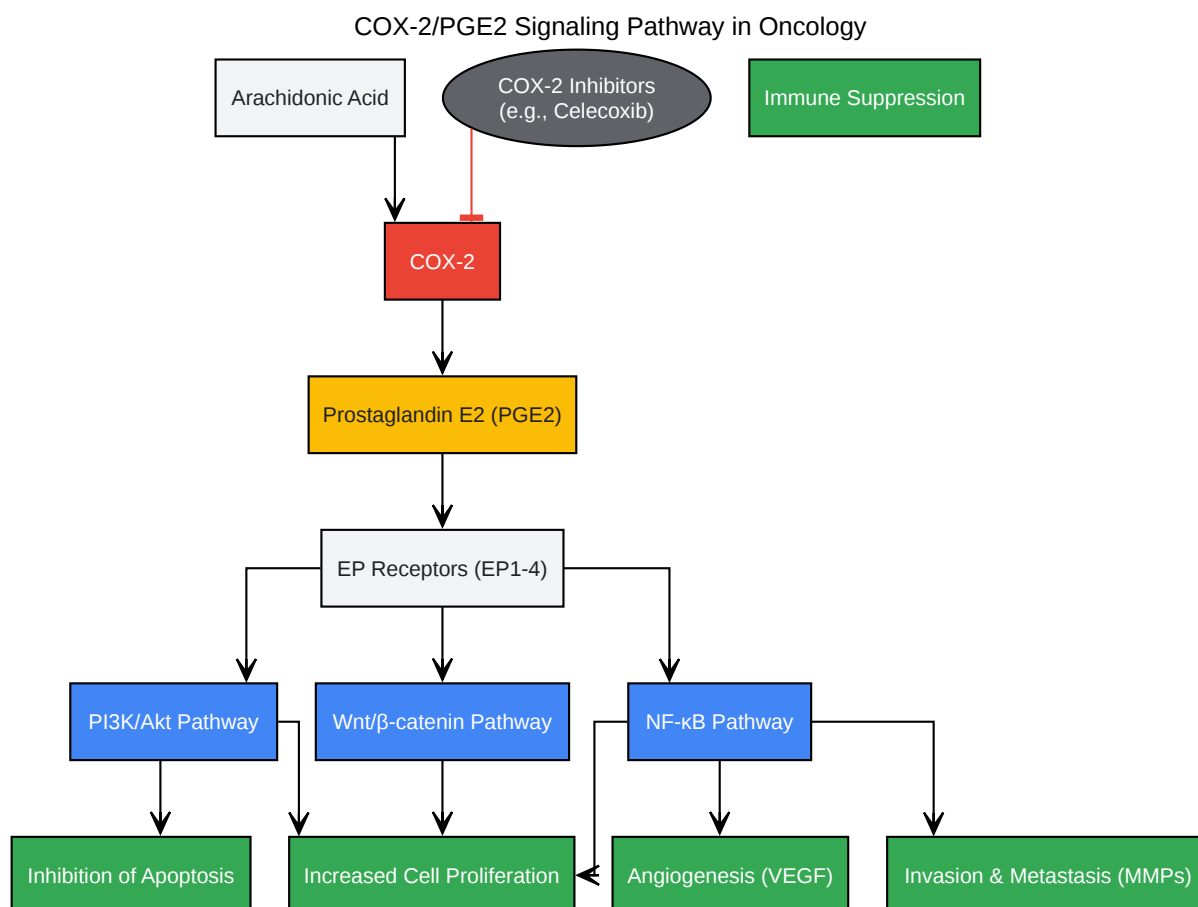 COX-2/PGE2 Signaling Pathway in Oncology
Arachidonic Acid
COX-2 Inhibitors
(e.g., Celecoxib)
Immune Suppression
COX-2
Prostaglandin E2 (PGE2)
EP Receptors (EP1-4)
PI3K/Akt Pathway
Wnt/β-catenin Pathway
NF-κB Pathway
Inhibition of Apoptosis
Increased Cell Proliferation
Angiogenesis (VEGF)
Invasion & Metastasis (MMPs)